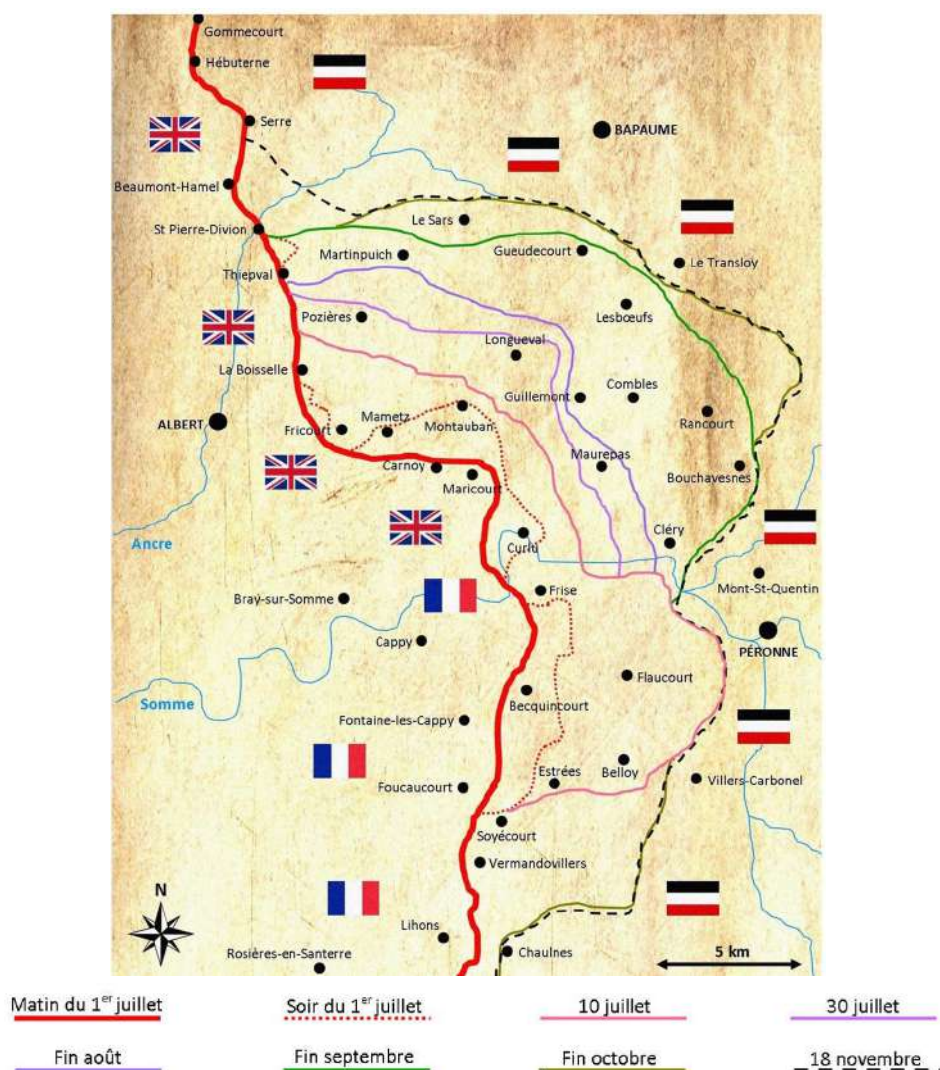 Gommecourt
Hébuterne
Serre
BAPAUME
Beaumont-Hamel
Le Sars
St Pierre-Divion
Martinpuich
Gueudecourt
Le Transloy
Thiepval
Lesbœufs
Pozières
Longueval
La Boisselle
Combles
Guillemont
ALBERT
Mametz
Fricourt
Montauban
Rancourt
Maurepas
Carnoy
Maricourt
Bouchavesnes
Cléry
Ancre
Curlu
Mont-St-Quentin
Bray-sur-Somme
Frise
Cappy
PÉRONNE
Flaucourt
Somme
Becquincourt
Fontaine-les-Cappy
Estrées
Belloy
Villers-Carbonel
Foucaucourt
Soyécourt
Vermandovillers
N
Lihons
Rosières-en-Santerre
Chaulnes
5 km
Matin du 1er juillet
Soir du 1er juillet
10 juillet
30 juillet
Fin août
Fin septembre
Fin octobre
18 novembre